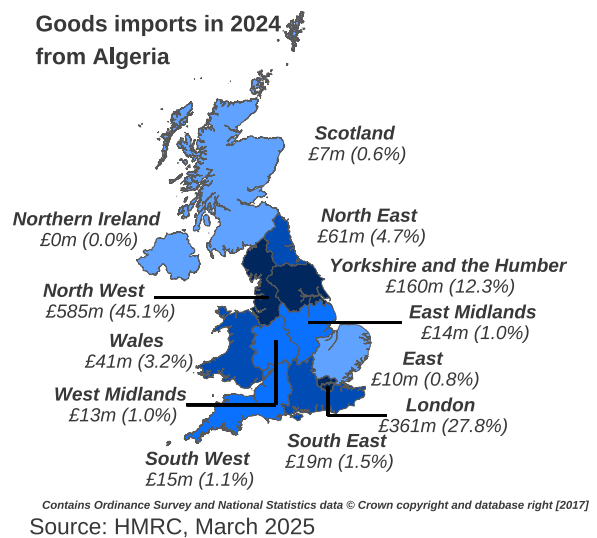 Goods imports in 2024
from Algeria
Scotland
£7m (0.6%)
Northern Ireland
£0m (0.0%)
North East
£61m (4.7%)
Yorkshire and the Humber
£160m (12.3%)
North West
£585m (45.1%)
East Midlands
£14m (1.0%)
Wales
£41m (3.2%)
East
£10m (0.8%)
West Midlands
£13m (1.0%)
London
£361m (27.8%)
South East
£19m (1.5%)
South West
£15m (1.1%)
Contains Ordinance Survey and National Statistics data © Crown copyright and database right [2017]
Source: HMRC, March 2025